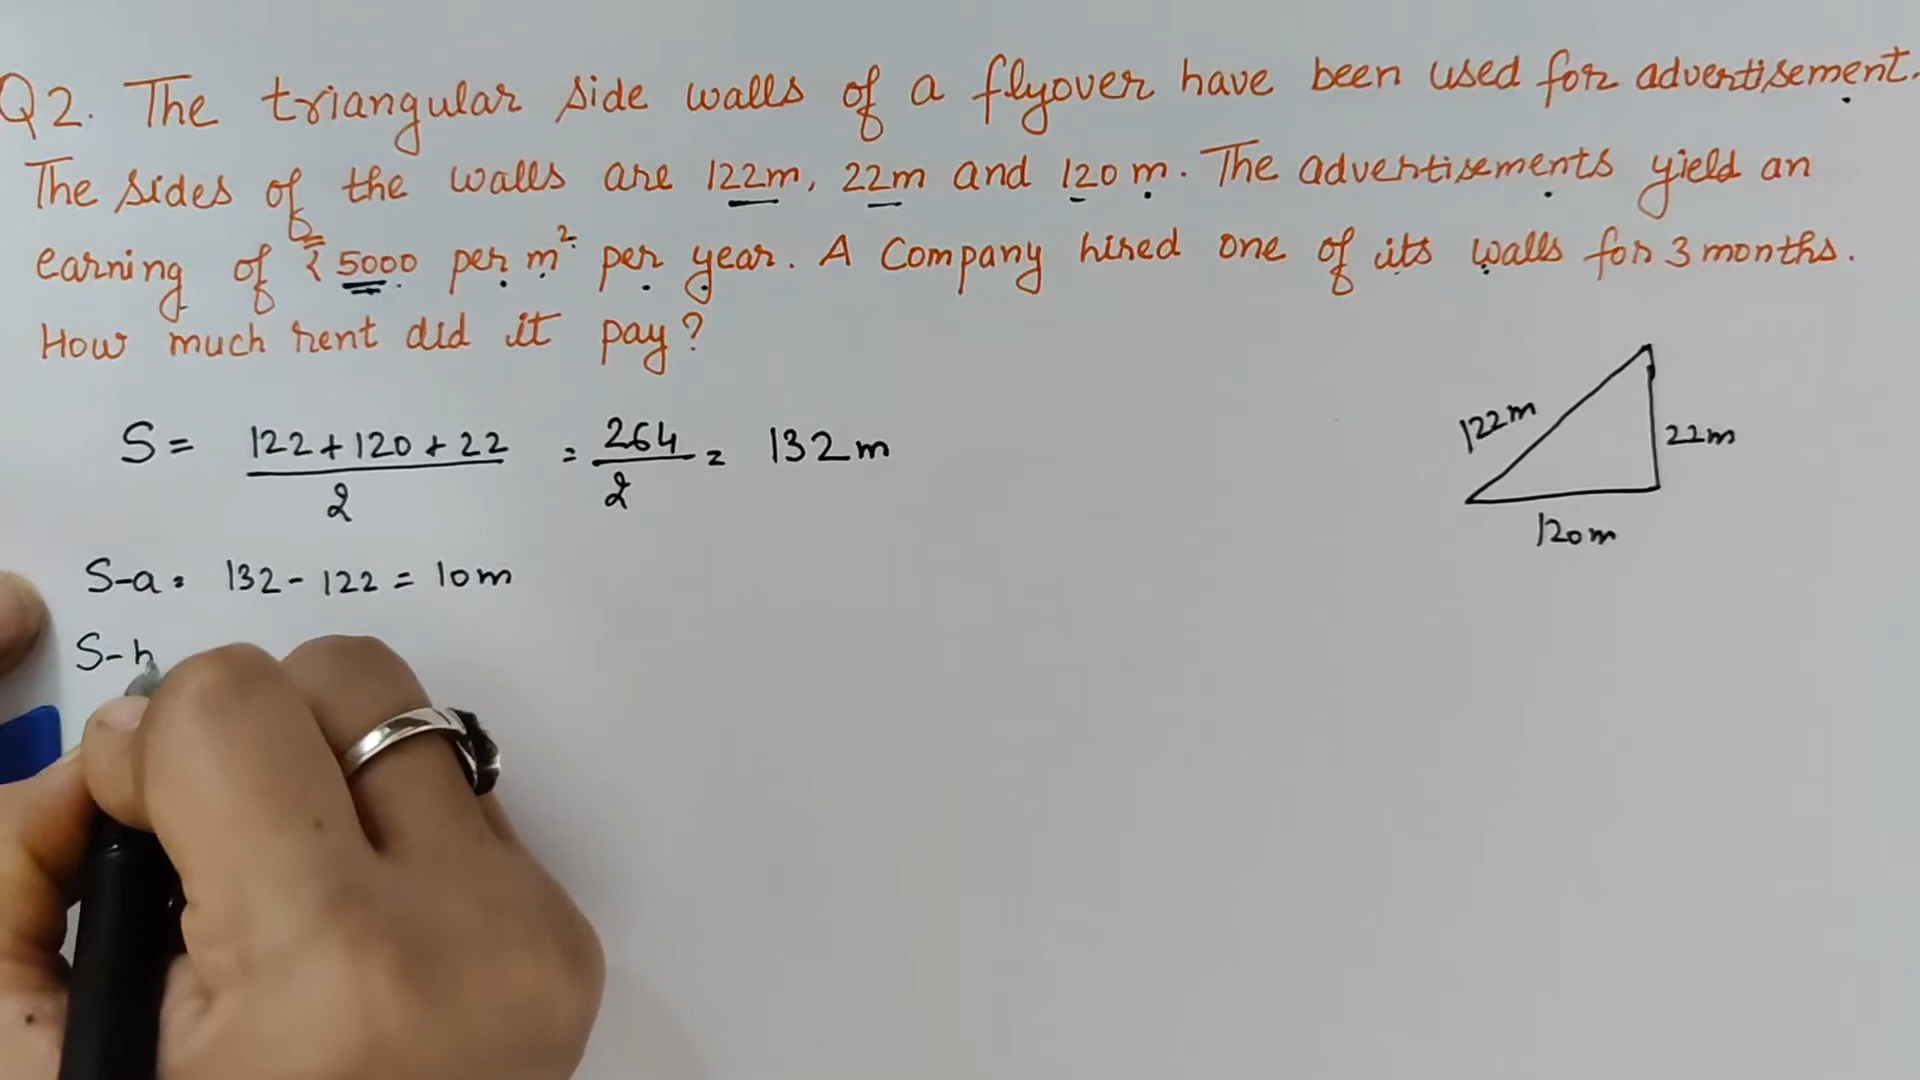 Q2. The triangular side walls of a flyover have been used for advertisement.
The sides of the walls are 122m, 22m and 120 m. The advertisements yield an
earning of ₹ 5000 per m² per year. A Company hired one of its walls for 3 months.
How much rent did it pay?
S = 122+120+22 / 2 = 264 / 2 = 132 m
122m
22m
120m
S-a = 132 - 122 = 10m
S-b